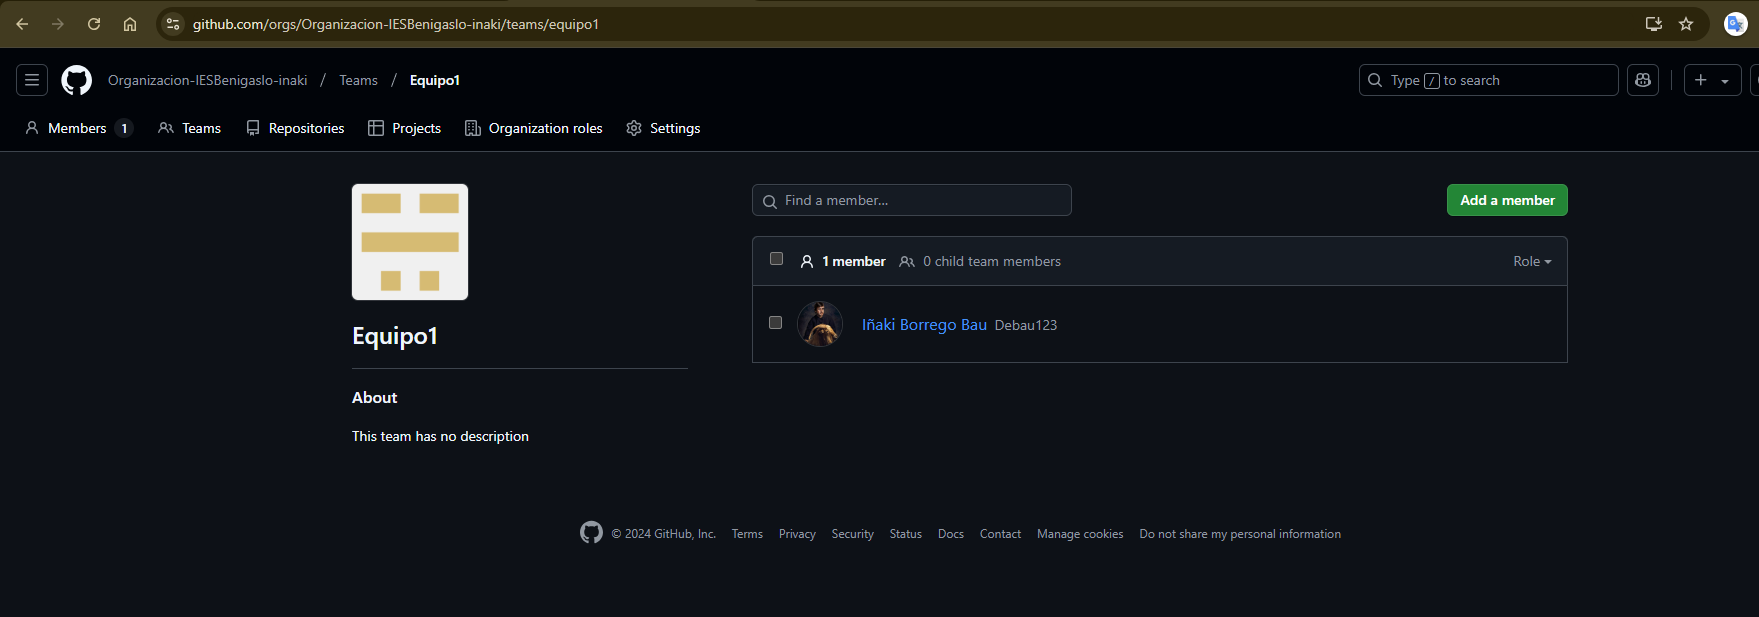 github.com/orgs/Organizacion-IESBenigaslo-inaki/teams/equipo1
Organizacion-IESBenigaslo-inaki / Teams / Equipo1
Type / to search
Members 1 Teams Repositories Projects Organization roles Settings
Find a member...
Add a member
1 member 0 child team members Role
Iñaki Borrego Bau Debau123
Equipo1
About
This team has no description
© 2024 GitHub, Inc. Terms Privacy Security Status Docs Contact Manage cookies Do not share my personal information